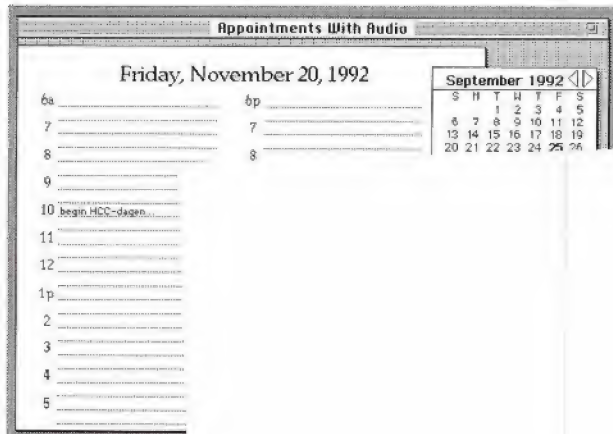 Appointments With Audio
Friday, November 20, 1992
6a
7
8
9
10 begin HCC-dagen...
11
12
1p
2
3
4
5
6p
7
8
September 1992
S M T W T F S
1 2 3 4 5
6 7 8 9 10 11 12
13 14 15 16 17 18 19
20 21 22 23 24 25 26